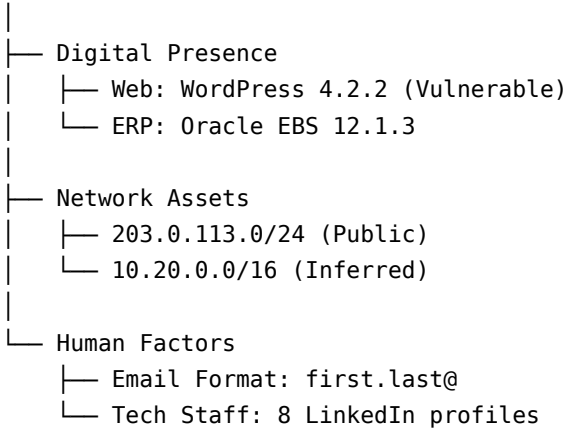 │
├── Digital Presence
│   ├── Web: WordPress 4.2.2 (Vulnerable)
│   └── ERP: Oracle EBS 12.1.3
│
├── Network Assets
│   ├── 203.0.113.0/24 (Public)
│   └── 10.20.0.0/16 (Inferred)
│
└── Human Factors
    ├── Email Format: first.last@
    └── Tech Staff: 8 LinkedIn profiles